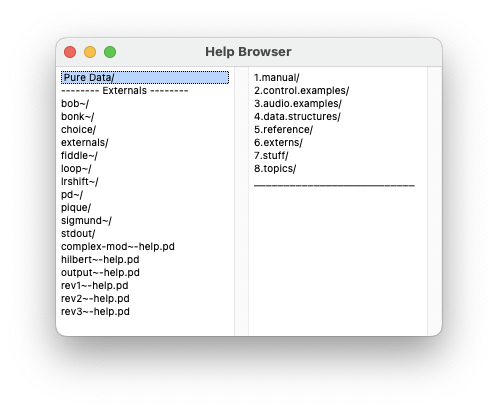 Help Browser
Pure Data/
-------- Externals --------
bob~/
bonk~/
choice/
externals/
fiddle~/
loop~/
lrshift~/
pd~/
pique/
sigmund~/
stdout/
complex-mod~-help.pd
hilbert~-help.pd
output~-help.pd
rev1~-help.pd
rev2~-help.pd
rev3~-help.pd
1.manual/
2.control.examples/
3.audio.examples/
4.data.structures/
5.reference/
6.externs/
7.stuff/
8.topics/
___________________________